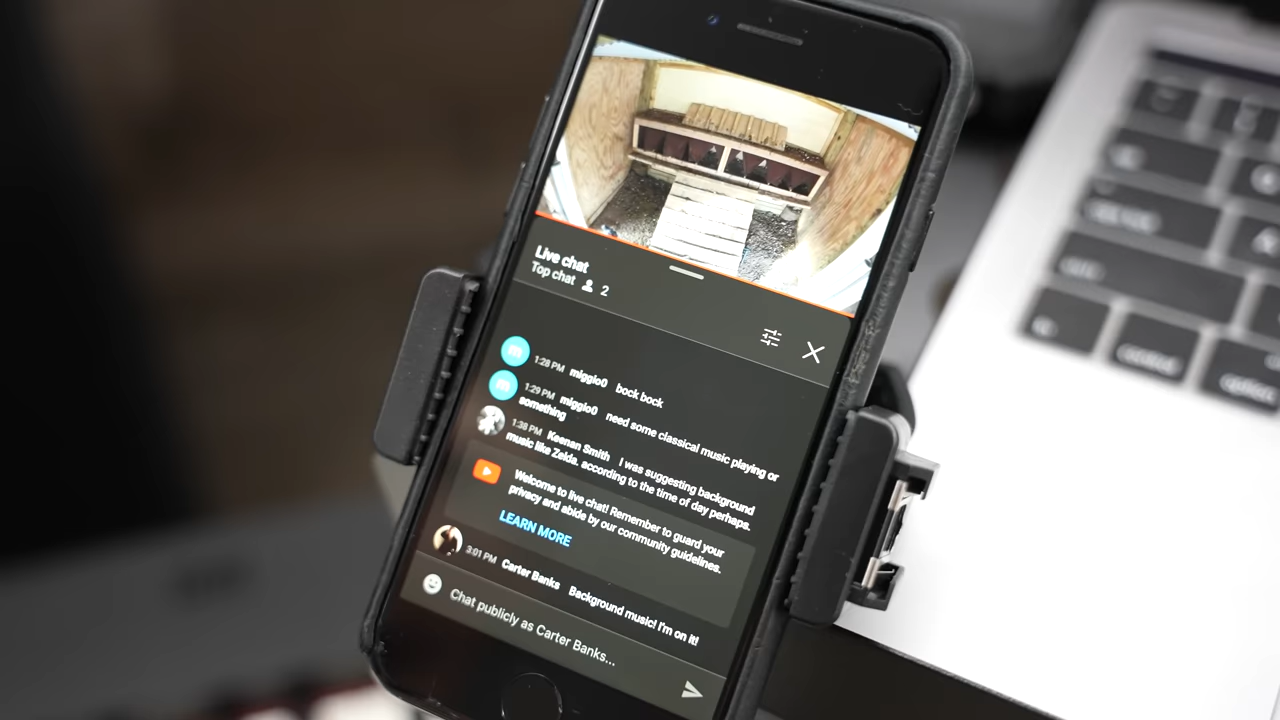 Live chat
Top chat 2
1:28 PM miggio0 bock bock
1:29 PM miggio0 need some classical music playing or
something
1:38 PM Keenan Smith I was suggesting background
music like Zelda. according to the time of day perhaps.
Welcome to live chat! Remember to guard your
privacy and abide by our community guidelines.
LEARN MORE
3:01 PM Carter Banks Background music! I'm on it!
Chat publicly as Carter Banks...
control
option